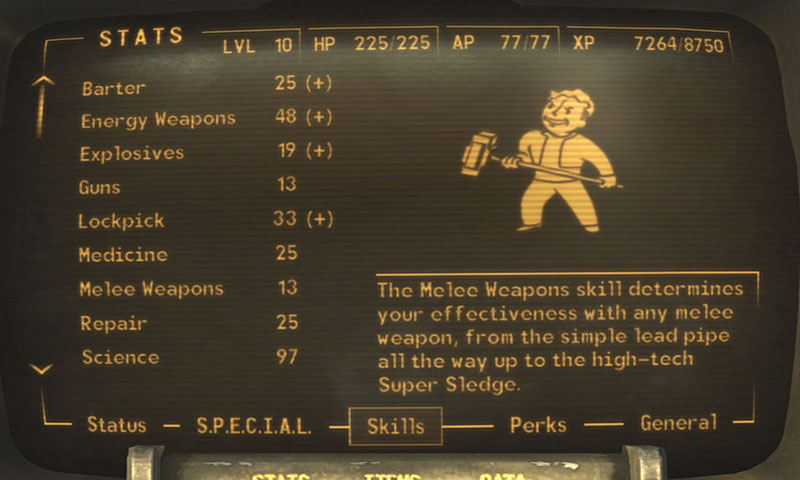 STATS LVL 10 HP 225/225 AP 77/77 XP 7264/8750
Barter 25 (+)
Energy Weapons 48 (+)
Explosives 19 (+)
Guns 13
Lockpick 33 (+)
Medicine 25
Melee Weapons 13
Repair 25
Science 97
The Melee Weapons skill determines
your effectiveness with any melee
weapon, from the simple lead pipe
all the way up to the high-tech
Super Sledge.
Status S.P.E.C.I.A.L. Skills Perks General
STATS ITEMS DATA